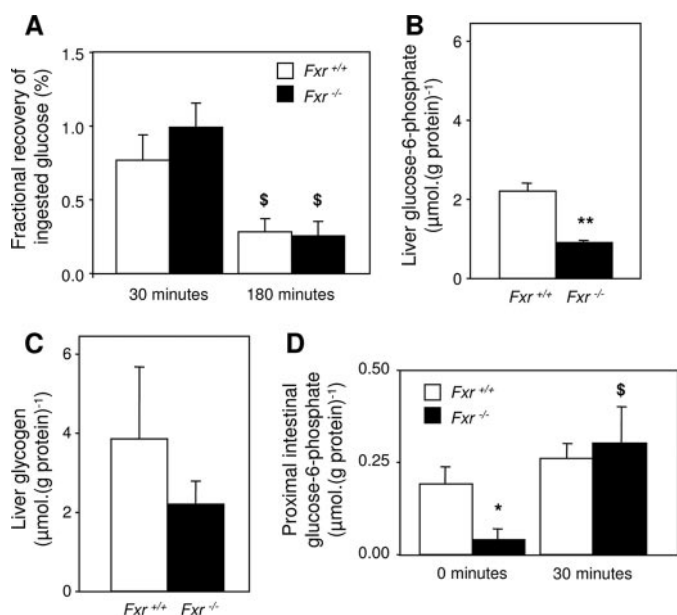 A
Fractional recovery of
ingested glucose (%)
1.5
1.0
0.5
0.0
Fxr +/+
Fxr -/-
$
$
30 minutes
180 minutes
B
Liver glucose-6-phosphate
(µmol.(g protein)-1
6
4
2
0
**
Fxr +/+
Fxr -/-
C
Liver glycogen
(µmol.(g protein)-1
6
4
2
0
Fxr +/+
Fxr -/-
D
Proximal intestinal
glucose-6-phosphate
(µmol.(g protein)-1
0.50
0.25
0.00
Fxr +/+
Fxr -/-
*
$
0 minutes
30 minutes